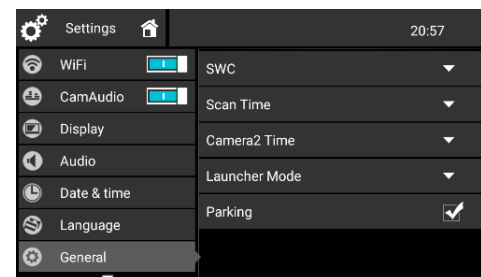 Settings
20:57
WiFi
CamAudio
Display
Audio
Date & time
Language
General
SWC
Scan Time
Camera2 Time
Launcher Mode
Parking